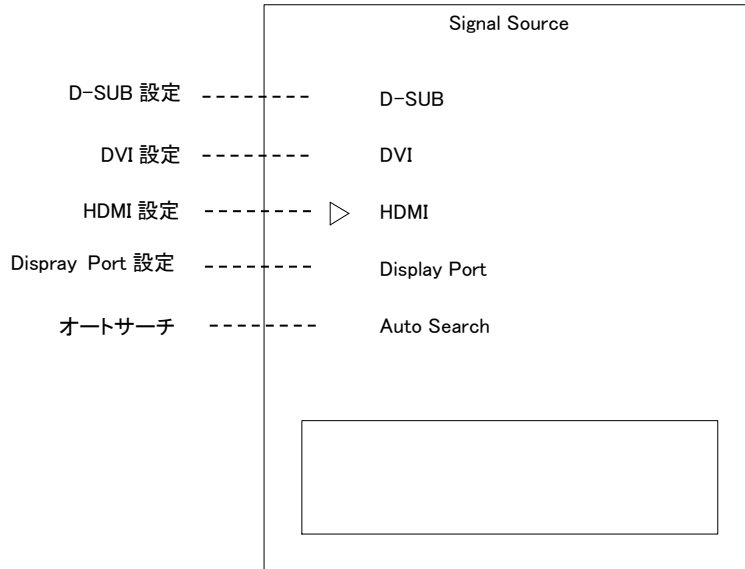 Signal Source
D-SUB 設定 D-SUB
DVI 設定 DVI
HDMI 設定 HDMI
Dispray Port 設定 Display Port
オートサーチ Auto Search